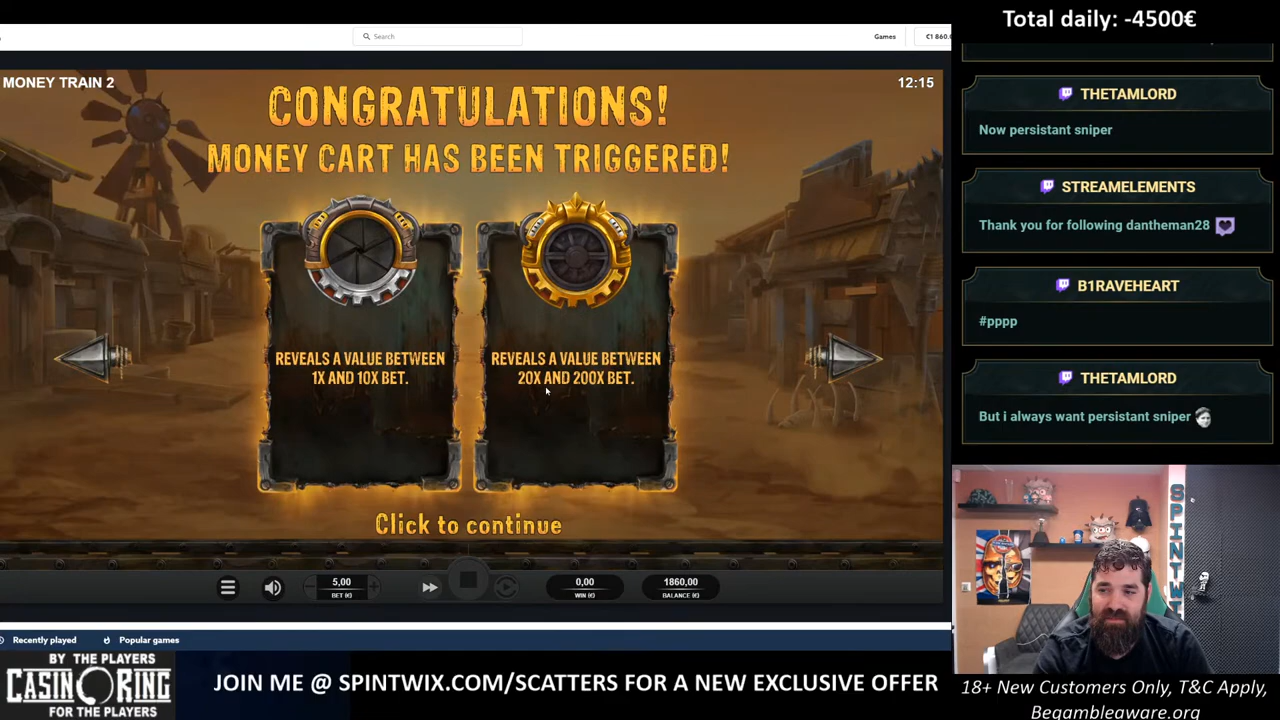 Total daily: -4500€
Search
Games
€1 860.
MONEY TRAIN 2
12:15
CONGRATULATIONS!
MONEY CART HAS BEEN TRIGGERED!
REVEALS A VALUE BETWEEN
1X AND 10X BET.
REVEALS A VALUE BETWEEN
20X AND 200X BET.
Click to continue
5,00
BET (€)
0,00
WIN (€)
1860,00
BALANCE (€)
Recently played
Popular games
THETAMLORD
Now persistant sniper
STREAMELEMENTS
Thank you for following dantheman28
B1RAVEHEART
#pppp
THETAMLORD
But i always want persistant sniper
SPINTWI
BY THE PLAYERS
CASINO RING
FOR THE PLAYERS
JOIN ME @ SPINTWIX.COM/SCATTERS FOR A NEW EXCLUSIVE OFFER
18+ New Customers Only, T&C Apply,
Begambleaware.org